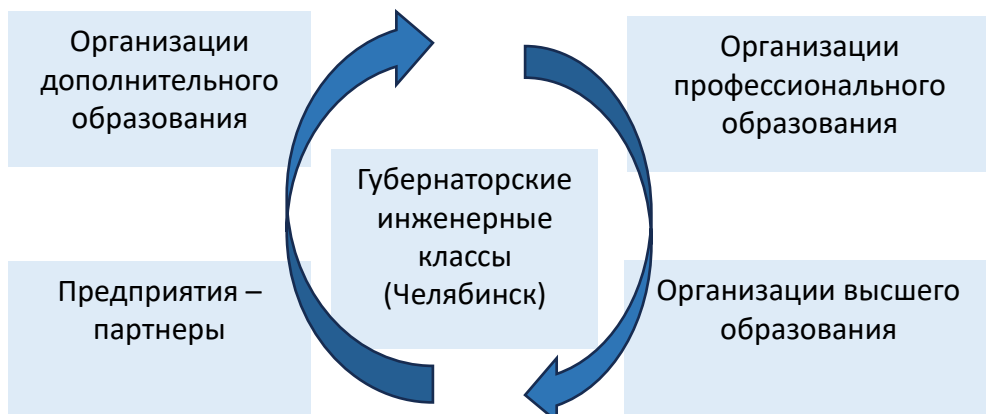 Организации
дополнительного
образования
Организации
профессионального
образования
Губернаторские
инженерные
классы
(Челябинск)
Предприятия –
партнеры
Организации высшего
образования